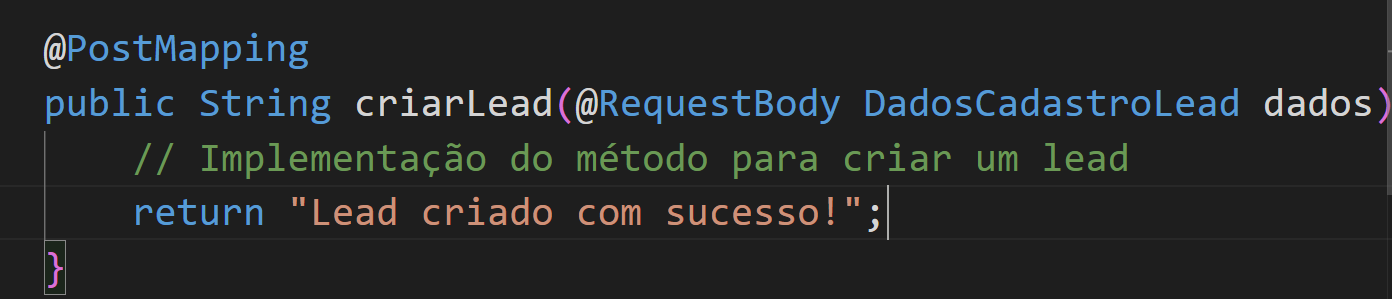 @PostMapping
public String criarLead(@RequestBody DadosCadastroLead dados)
// Implementação do método para criar um lead
return "Lead criado com sucesso!";
}